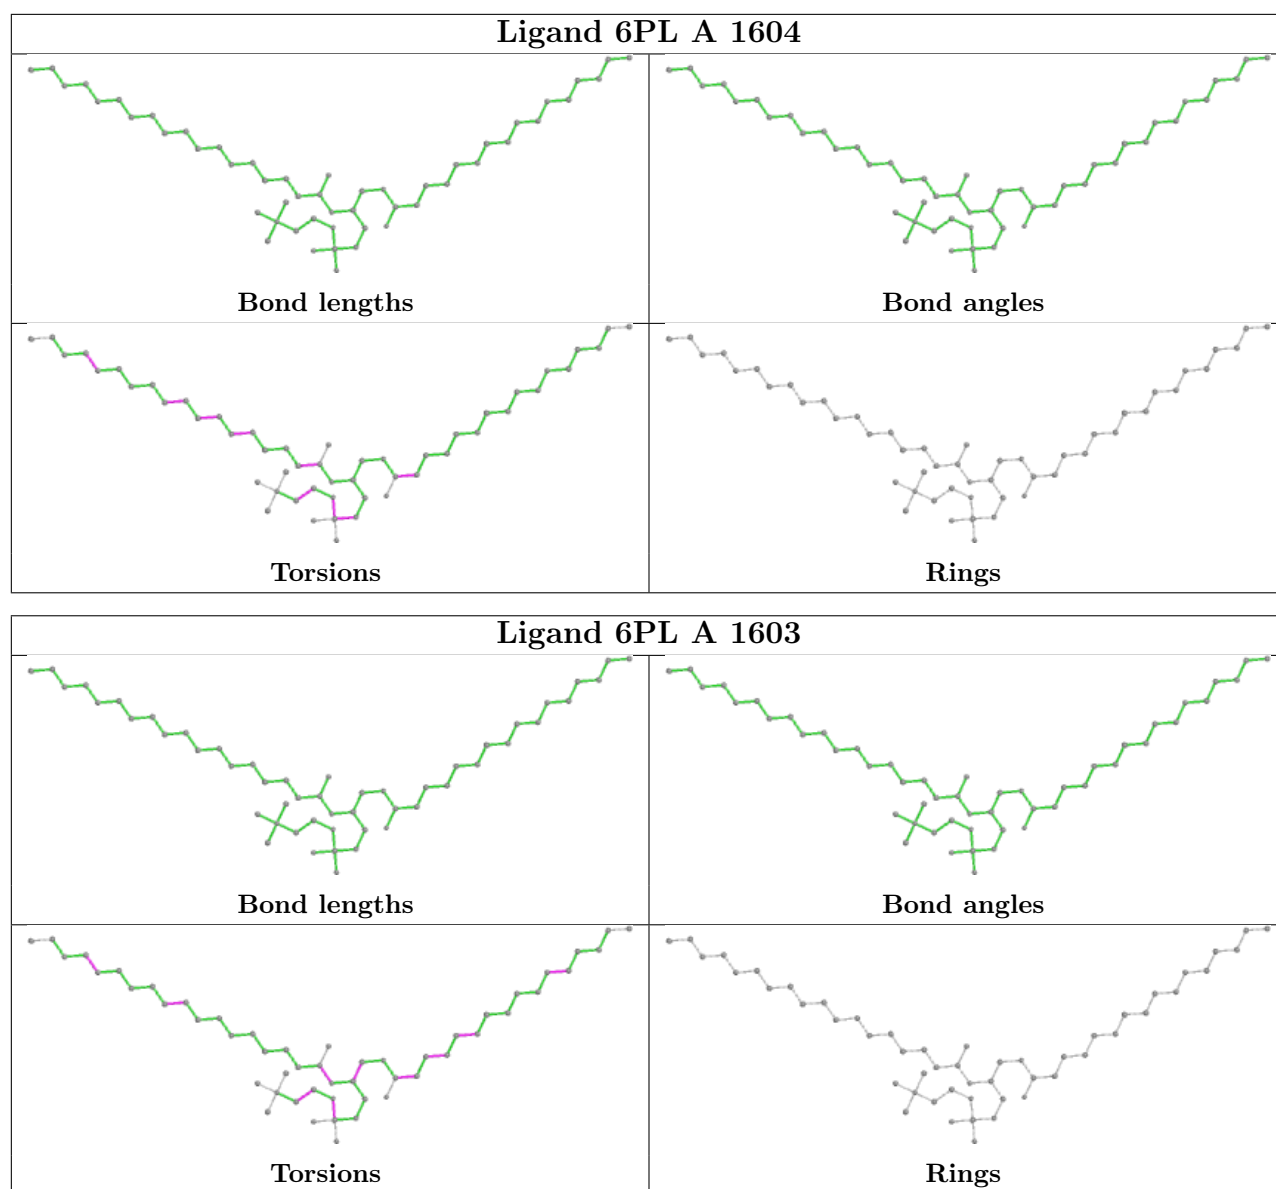 Ligand 6PL A 1604
Bond lengths
Bond angles
Torsions
Rings
Ligand 6PL A 1603
Bond lengths
Bond angles
Torsions
Rings